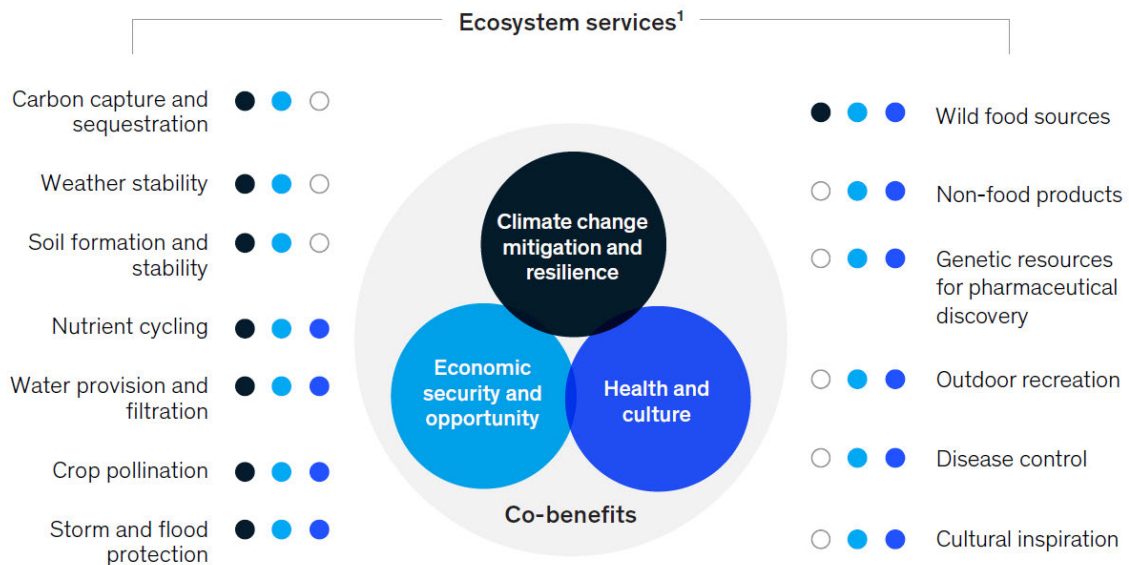 Ecosystem services¹
Carbon capture and
sequestration
Weather stability
Soil formation and
stability
Nutrient cycling
Water provision and
filtration
Crop pollination
Storm and flood
protection
Climate change
mitigation and
resilience
Economic
security and
opportunity
Health and
culture
Co-benefits
Wild food sources
Non-food products
Genetic resources
for pharmaceutical
discovery
Outdoor recreation
Disease control
Cultural inspiration